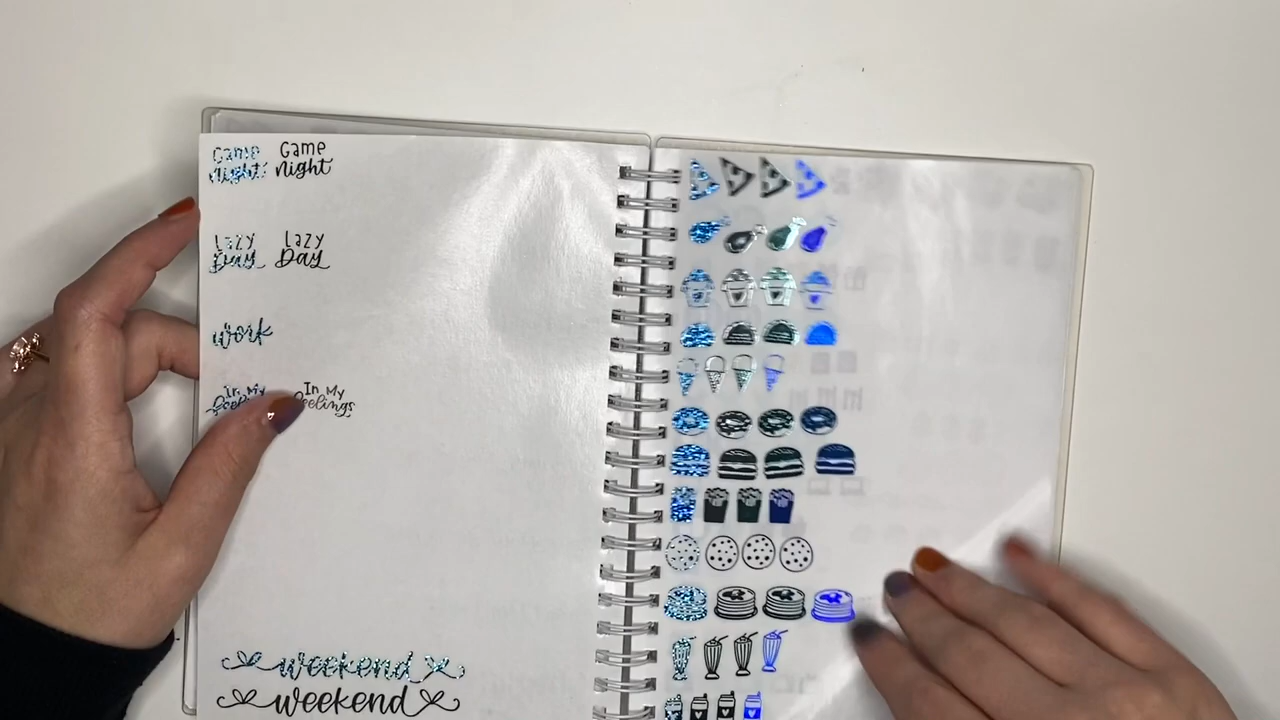 Game Game
night night
Lazy Lazy
Day Day
work
In My In My
feelings feelings
weekend
weekend